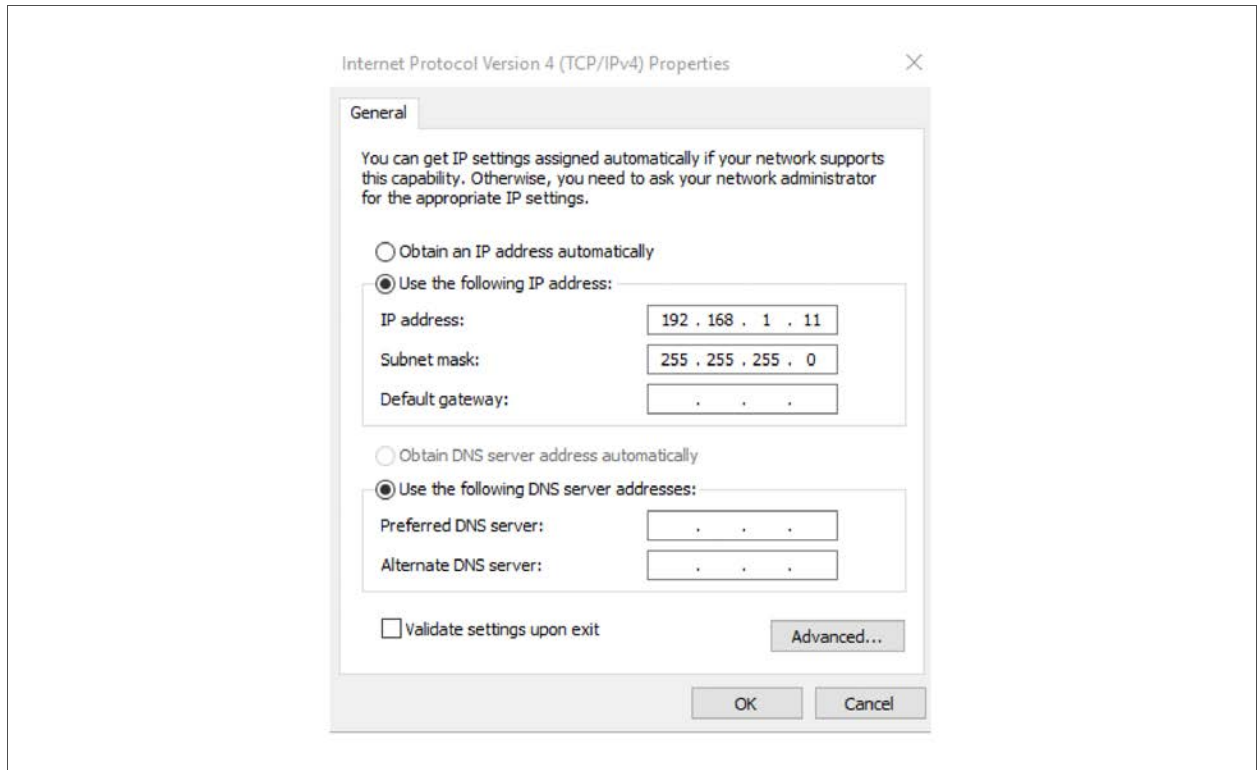 Internet Protocol Version 4 (TCP/IPv4) Properties
General
You can get IP settings assigned automatically if your network supports
this capability. Otherwise, you need to ask your network administrator
for the appropriate IP settings.
Obtain an IP address automatically
Use the following IP address:
IP address: 192 . 168 . 1 . 11
Subnet mask: 255 . 255 . 255 . 0
Default gateway: . . .
Obtain DNS server address automatically
Use the following DNS server addresses:
Preferred DNS server: . . .
Alternate DNS server: . . .
Validate settings upon exit
Advanced...
OK Cancel